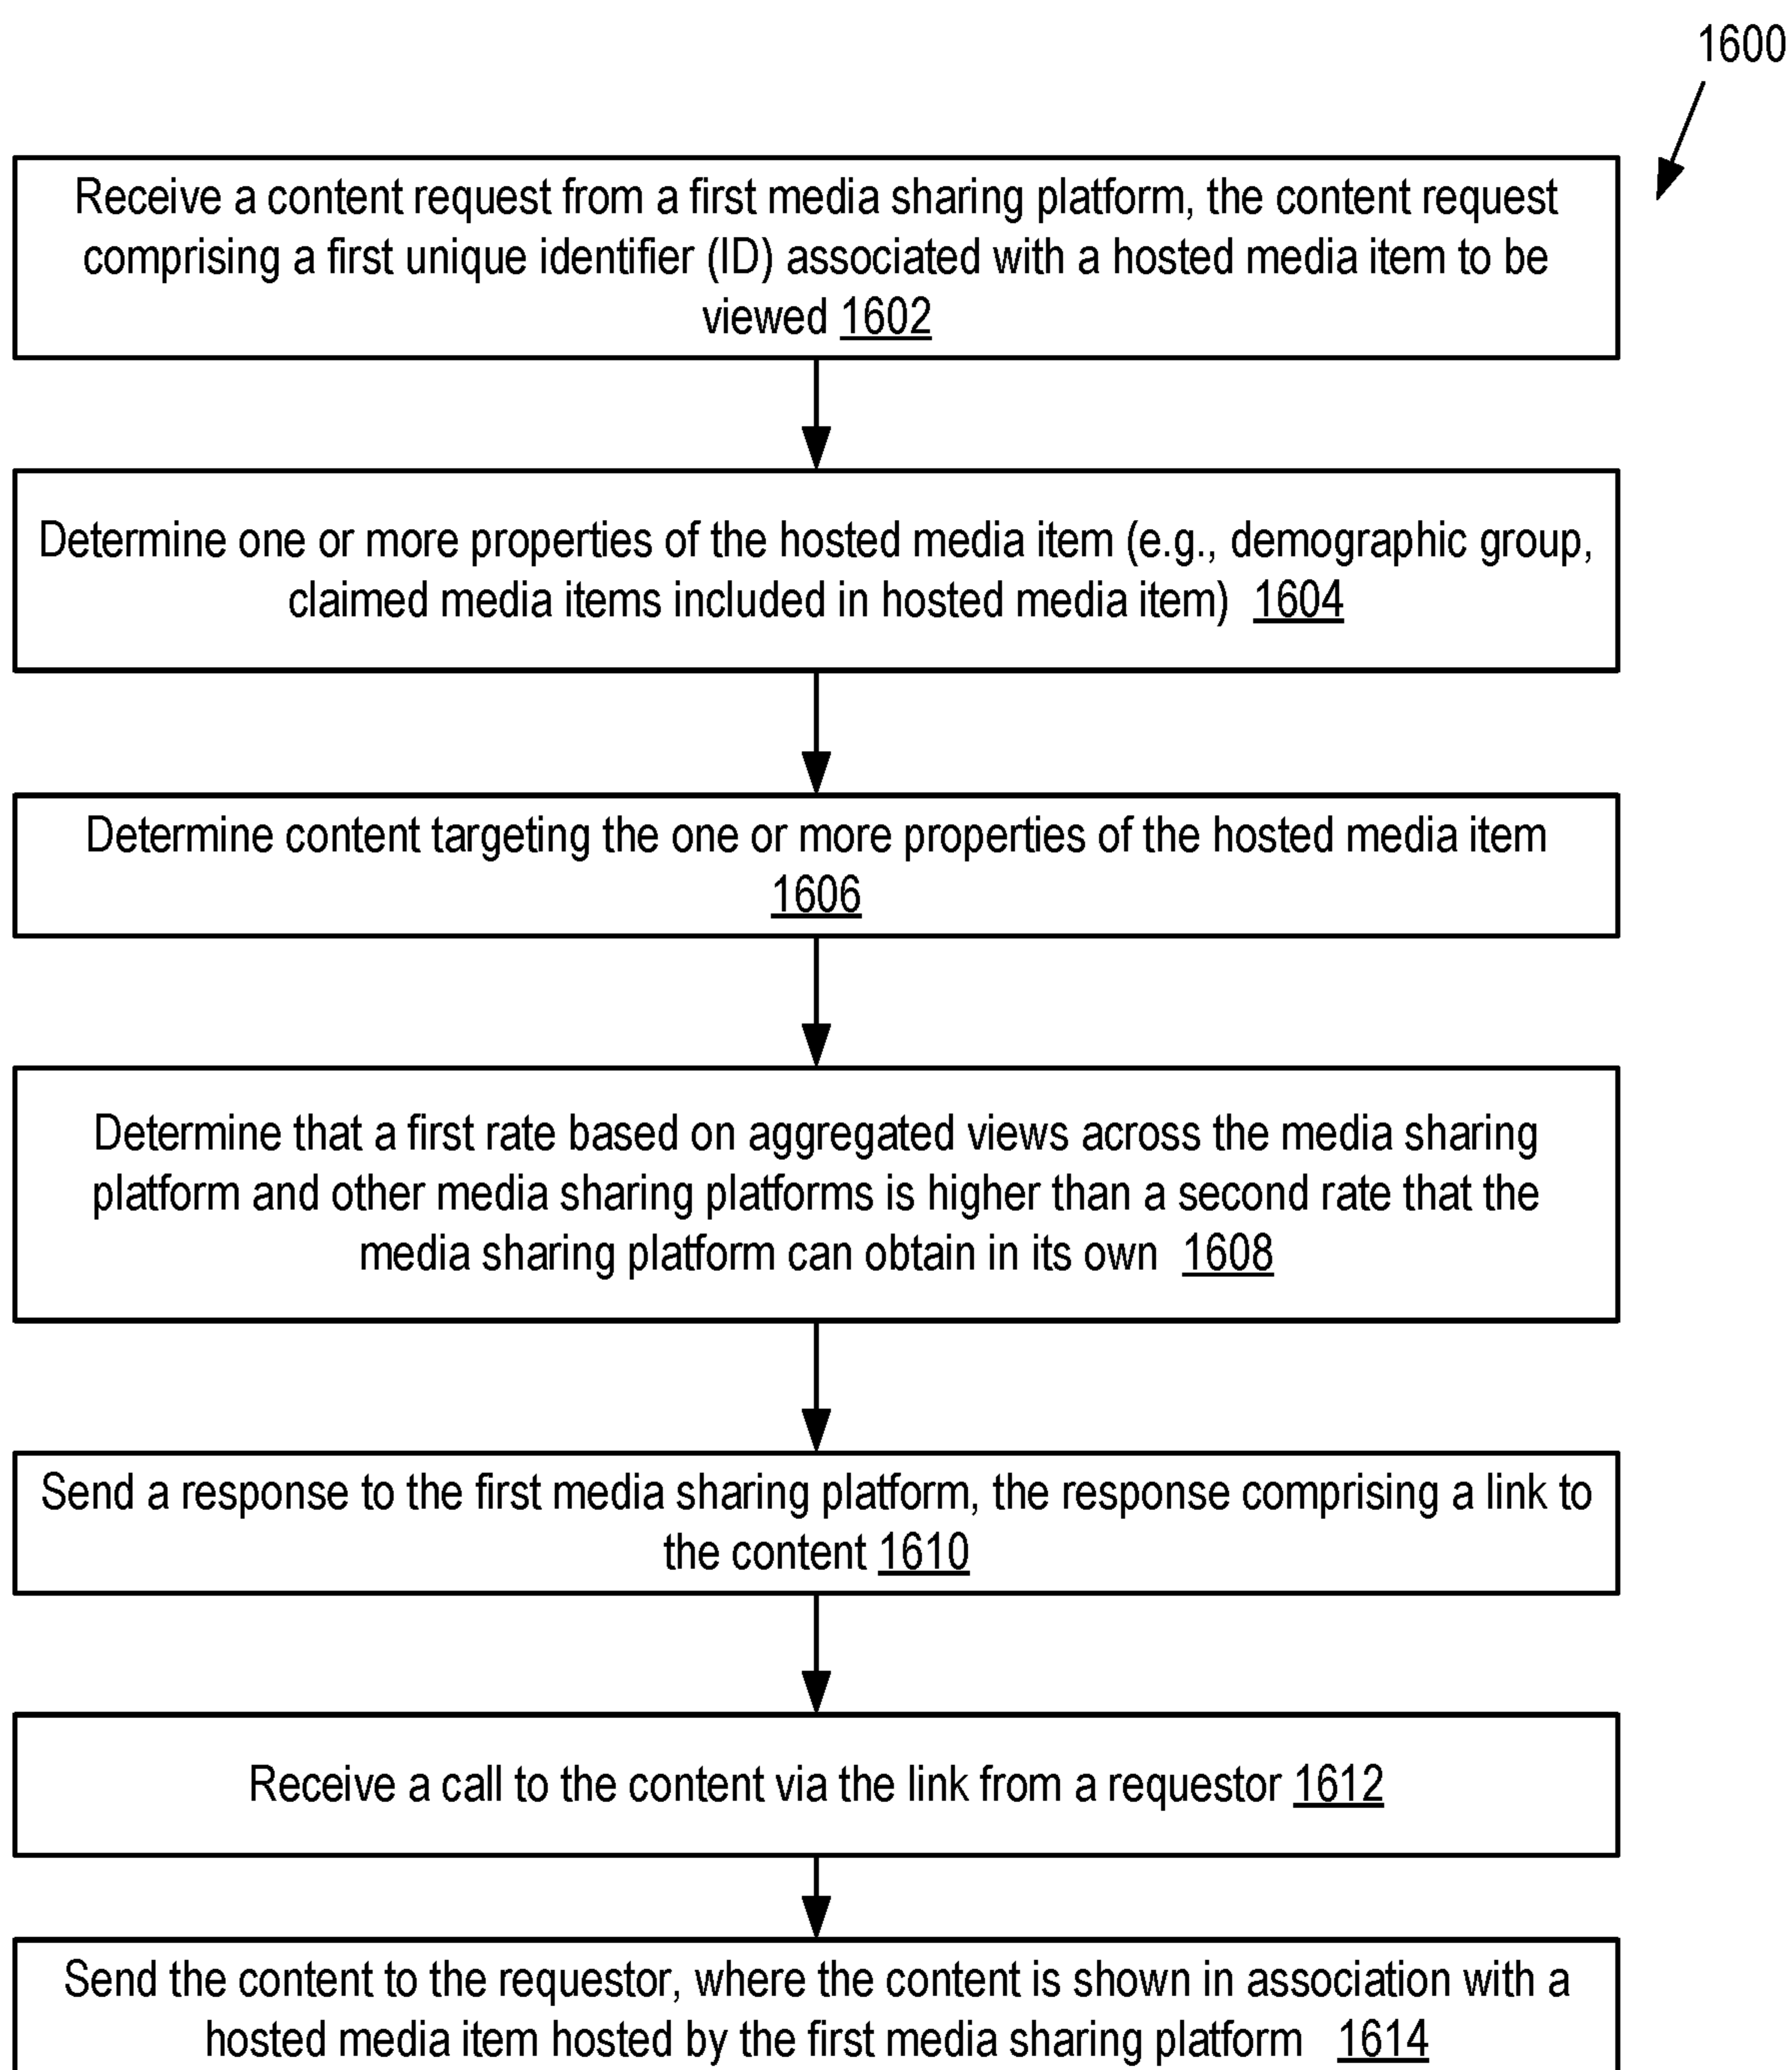 1600
Receive a content request from a first media sharing platform, the content request
comprising a first unique identifier (ID) associated with a hosted media item to be
viewed 1602
Determine one or more properties of the hosted media item (e.g., demographic group,
claimed media items included in hosted media item) 1604
Determine content targeting the one or more properties of the hosted media item
1606
Determine that a first rate based on aggregated views across the media sharing
platform and other media sharing platforms is higher than a second rate that the
media sharing platform can obtain in its own 1608
Send a response to the first media sharing platform, the response comprising a link to
the content 1610
Receive a call to the content via the link from a requestor 1612
Send the content to the requestor, where the content is shown in association with a
hosted media item hosted by the first media sharing platform 1614